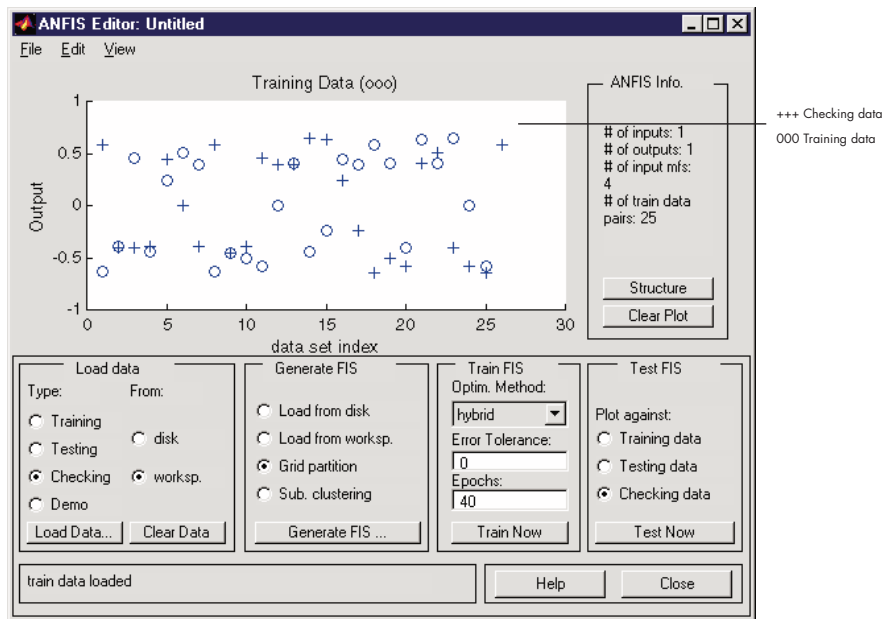 ANFIS Editor: Untitled
File Edit View
Training Data (ooo)
1
0.5
0
-0.5
-1
Output
0 5 10 15 20 25 30
data set index
ANFIS Info.
# of inputs: 1
# of outputs: 1
# of input mfs:
4
# of train data
pairs: 25
Structure
Clear Plot
+++ Checking data
000 Training data
Load data
Type: From:
Training
Testing
Checking
Demo
disk
worksp.
Load Data... Clear Data
Generate FIS
Load from disk
Load from worksp.
Grid partition
Sub. clustering
Generate FIS ...
Train FIS
Optim. Method:
hybrid
Error Tolerance:
0
Epochs:
40
Train Now
Test FIS
Plot against:
Training data
Testing data
Checking data
Test Now
train data loaded
Help Close